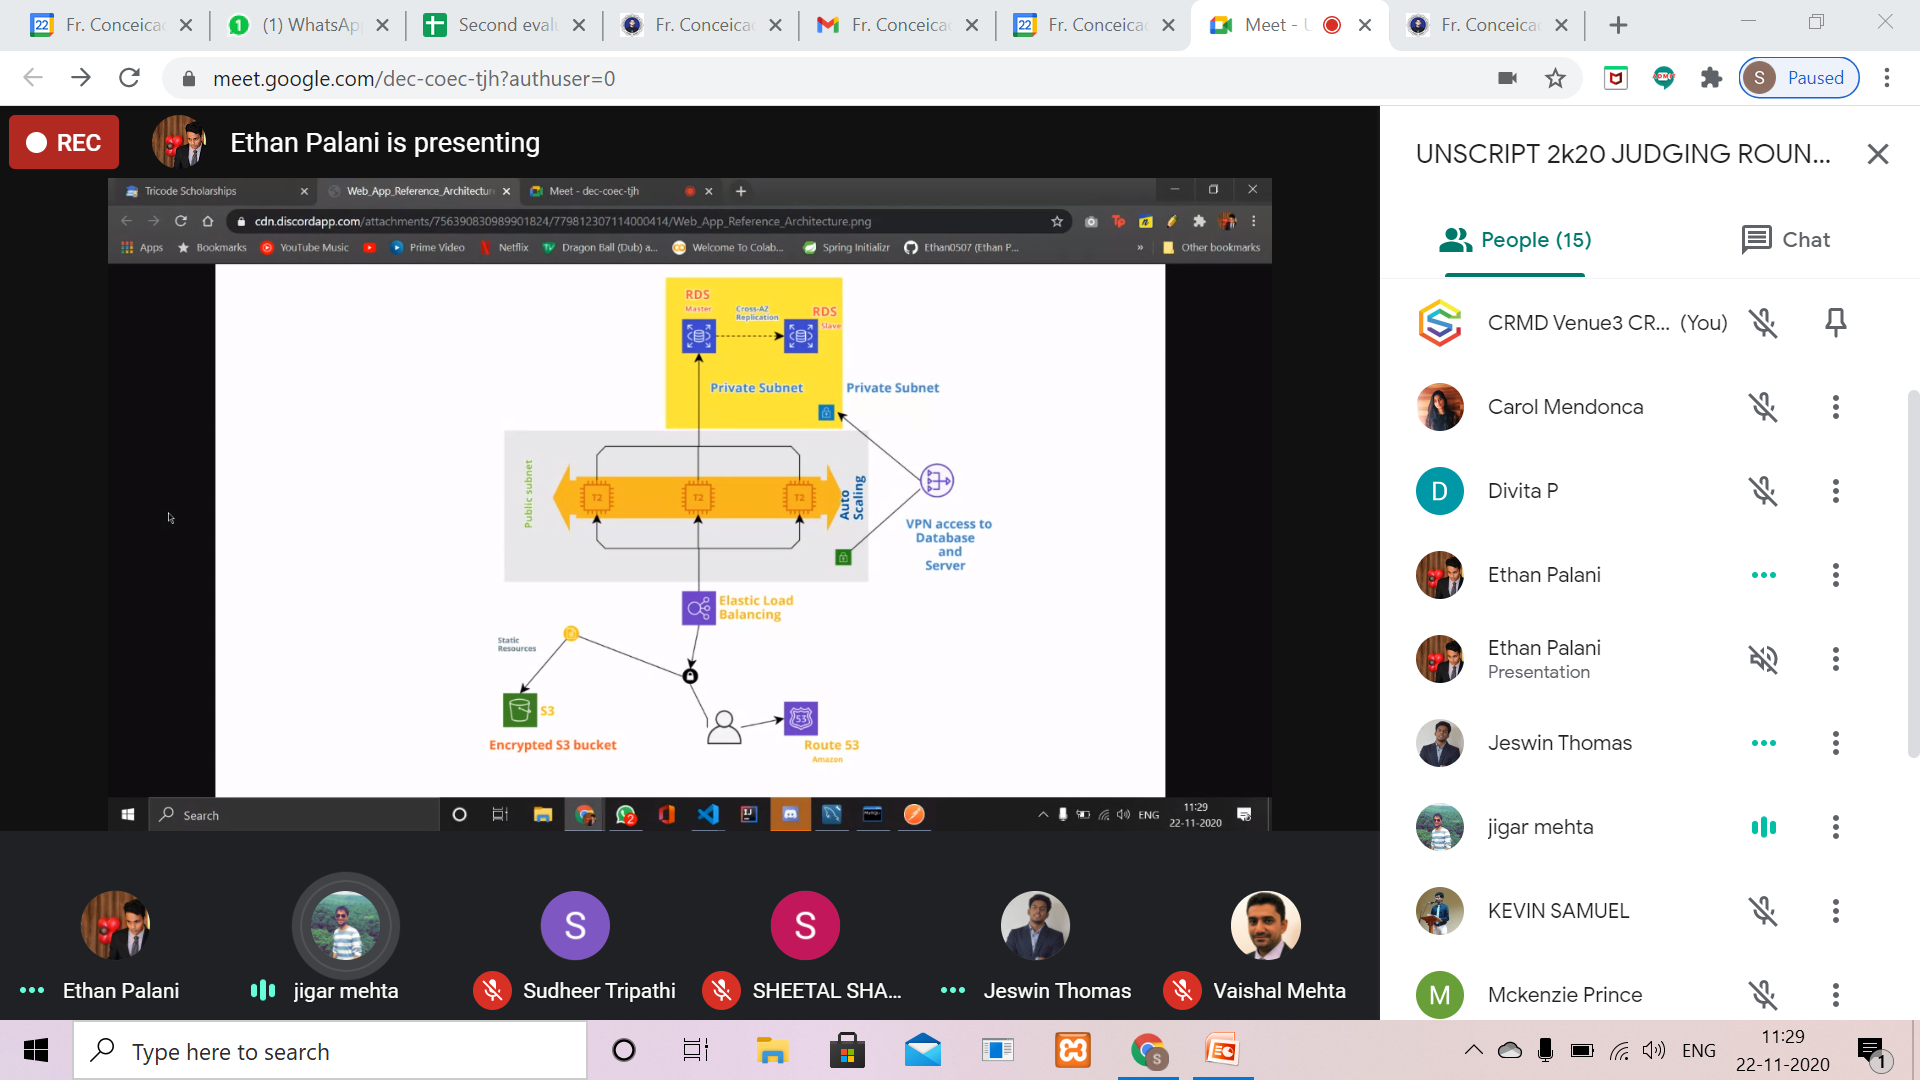 Fr. Conceica
(1) WhatsAp
Second eval
Fr. Conceica
Fr. Conceica
Fr. Conceica
Meet -
Fr. Conceica
meet.google.com/dec-coec-tjh?authuser=0
S
Paused
REC
Ethan Palani is presenting
Tricode Scholarships
Web_App_Reference_Architectur
Meet - dec-coec-tjh
cdn.discordapp.com/attachments/756390830989901824/779812307114000414/Web_App_Reference_Architecture.png
Apps
Bookmarks
YouTube Music
Prime Video
Netflix
Dragon Ball (Dub) a...
Welcome To Colab...
Spring Initializr
Ethan0507 (Ethan P...
»
Other bookmarks
RDS
Master
Cross-AZ
Replication
RDS
Slave
Private Subnet
Private Subnet
Public subnet
T2
T2
T2
Auto
Scaling
VPN access to
Database
and
Server
Elastic Load
Balancing
Static
Resources
S3
Encrypted S3 bucket
53
Route 53
Amazon
Search
ENG
11:29
22-11-2020
Ethan Palani
jigar mehta
S
Sudheer Tripathi
S
SHEETAL SHA...
Jeswin Thomas
Vaishal Mehta
UNSCRIPT 2k20 JUDGING ROUN...
People (15)
Chat
CRMD Venue3 CR... (You)
Carol Mendonca
D
Divita P
Ethan Palani
Ethan Palani
Presentation
Jeswin Thomas
jigar mehta
KEVIN SAMUEL
M
Mckenzie Prince
Type here to search
ENG
11:29
22-11-2020
1